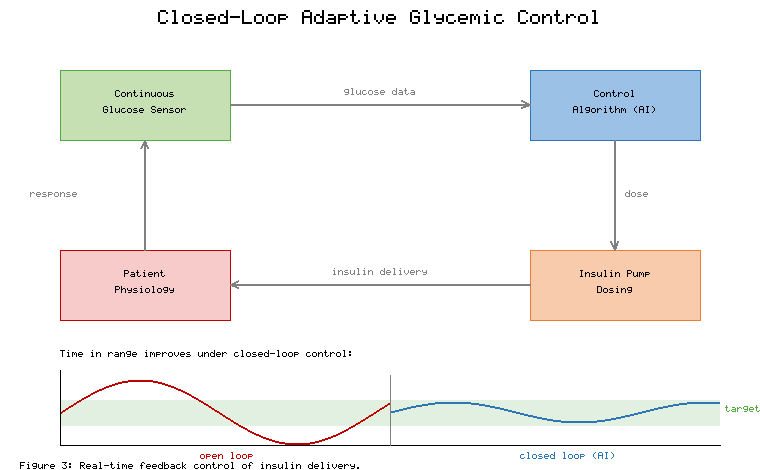 Closed-Loop Adaptive Glycemic Control
Continuous
Glucose Sensor
glucose data
Control
Algorithm (AI)
response
dose
Patient
Physiology
insulin delivery
Insulin Pump
Dosing
Time in range improves under closed-loop control:
target
open loop
closed loop (AI)
Figure 3: Real-time feedback control of insulin delivery.